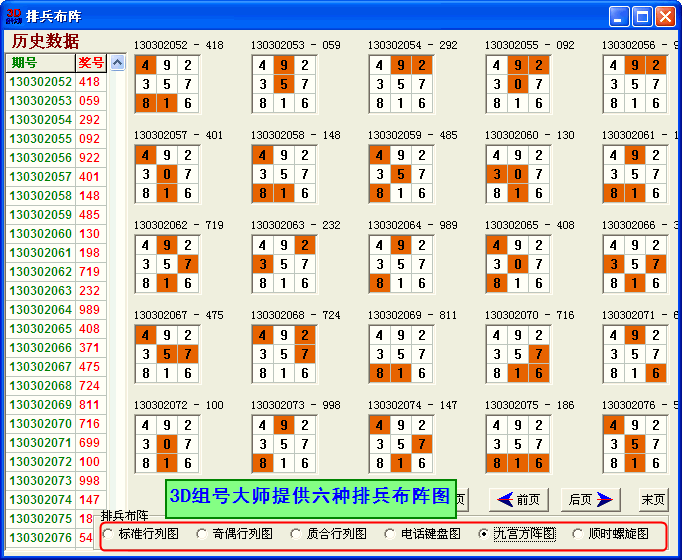 排兵布阵
历史数据
期号 奖号
130302052 418
130302053 059
130302054 292
130302055 092
130302056 922
130302057 401
130302058 148
130302059 485
130302060 130
130302061 198
130302062 719
130302063 232
130302064 989
130302065 408
130302066 371
130302067 475
130302068 724
130302069 811
130302070 716
130302071 699
130302072 100
130302073 998
130302074 147
130302075 18
130302076 54
130302052 - 418 130302053 - 059 130302054 - 292 130302055 - 092 130302056 - 9
4 9 2 4 9 2 4 9 2 4 9 2 4 9 2
3 5 7 3 5 7 3 5 7 3 0 7 3 5 7
8 1 6 8 1 6 8 1 6 8 1 6 8 1 6
130302057 - 401 130302058 - 148 130302059 - 485 130302060 - 130 130302061 - 1
4 9 2 4 9 2 4 9 2 4 9 2 4 9 2
3 0 7 3 5 7 3 5 7 3 0 7 3 5 7
8 1 6 8 1 6 8 1 6 8 1 6 8 1 6
130302062 - 719 130302063 - 232 130302064 - 989 130302065 - 408 130302066 - 3
4 9 2 4 9 2 4 9 2 4 9 2 4 9 2
3 5 7 3 5 7 3 5 7 3 0 7 3 5 7
8 1 6 8 1 6 8 1 6 8 1 6 8 1 6
130302067 - 475 130302068 - 724 130302069 - 811 130302070 - 716 130302071 - 6
4 9 2 4 9 2 4 9 2 4 9 2 4 9 2
3 5 7 3 5 7 3 5 7 3 5 7 3 5 7
8 1 6 8 1 6 8 1 6 8 1 6 8 1 6
130302072 - 100 130302073 - 998 130302074 - 147 130302075 - 186 130302076 - 5
4 9 2 4 9 2 4 9 2 4 9 2 4 9 2
3 0 7 3 5 7 3 5 7 3 5 7 3 5 7
8 1 6 8 1 6 8 1 6 8 1 6 8 1 6
3D组号大师提供六种排兵布阵图
页 前页 后页 末页
排兵布阵
标准行列图 奇偶行列图 质合行列图 电话键盘图 九宫方阵图 顺时螺旋图